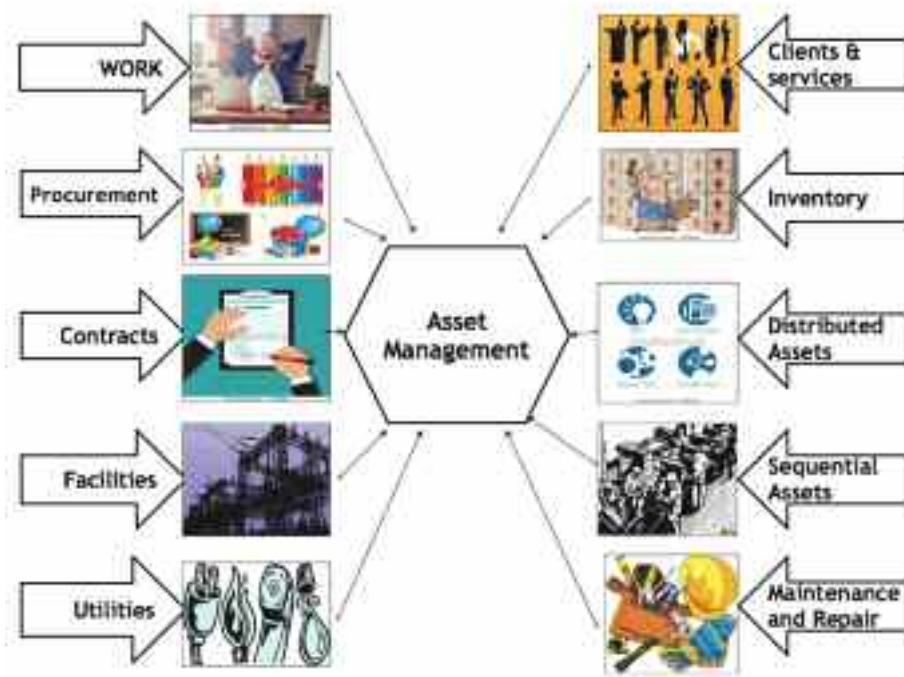 WORK
Clients &
services
Procurement
Inventory
Contracts
Asset
Management
Distributed
Assets
Facilities
Sequential
Assets
Utilities
Maintenance
and Repair